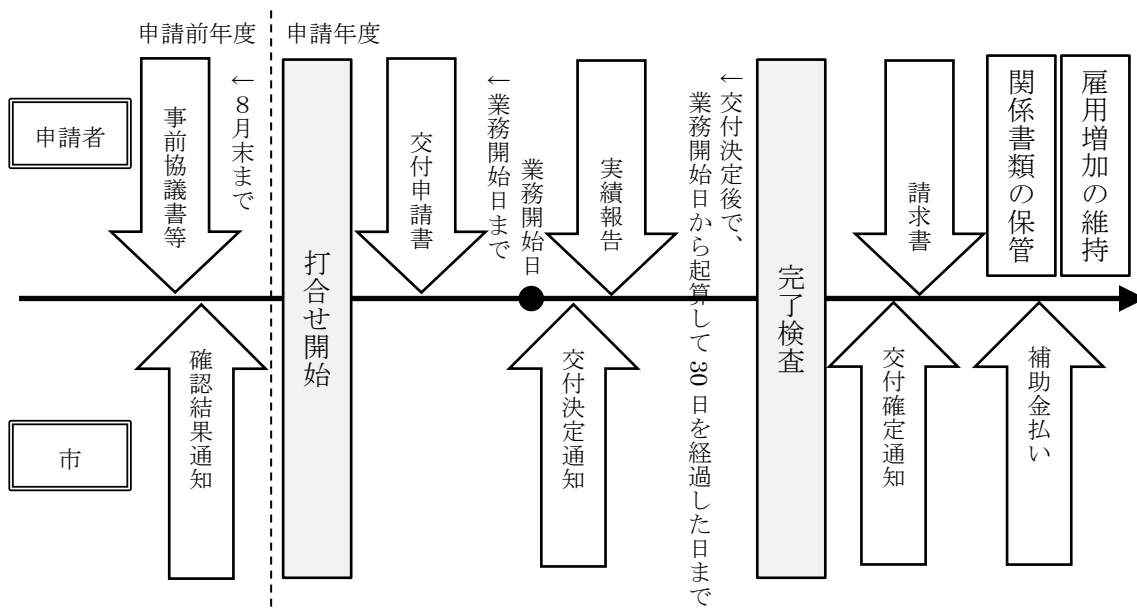 申請前年度
申請年度
申請者
事前協議書等
←8月末まで
打合せ開始
交付申請書
←業務開始日まで
業務開始日
実績報告
←交付決定後で、
業務開始日から起算して30日を経過した日まで
完了検査
請求書
関係書類の保管
雇用増加の維持
市
確認結果通知
交付決定通知
交付確定通知
補助金払い